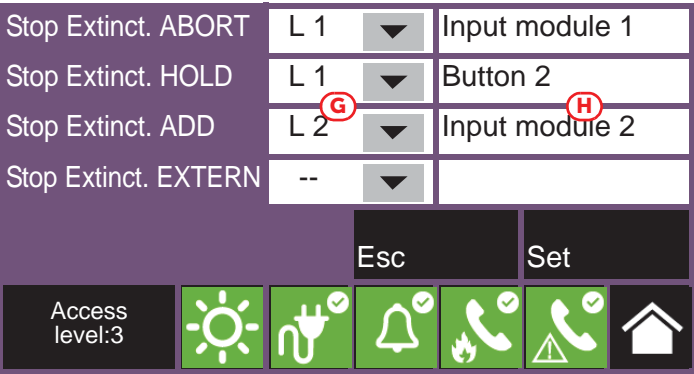 Stop Extinct. ABORT L 1 Input module 1
Stop Extinct. HOLD L 1 Button 2
G H
Stop Extinct. ADD L 2 Input module 2
Stop Extinct. EXTERN --
Esc Set
Access
level:3